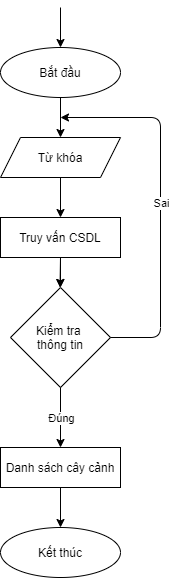 Bắt đầu
Từ khóa
Truy vấn CSDL
Kiểm tra
thông tin
Sai
Đúng
Danh sách cây cảnh
Kết thúc